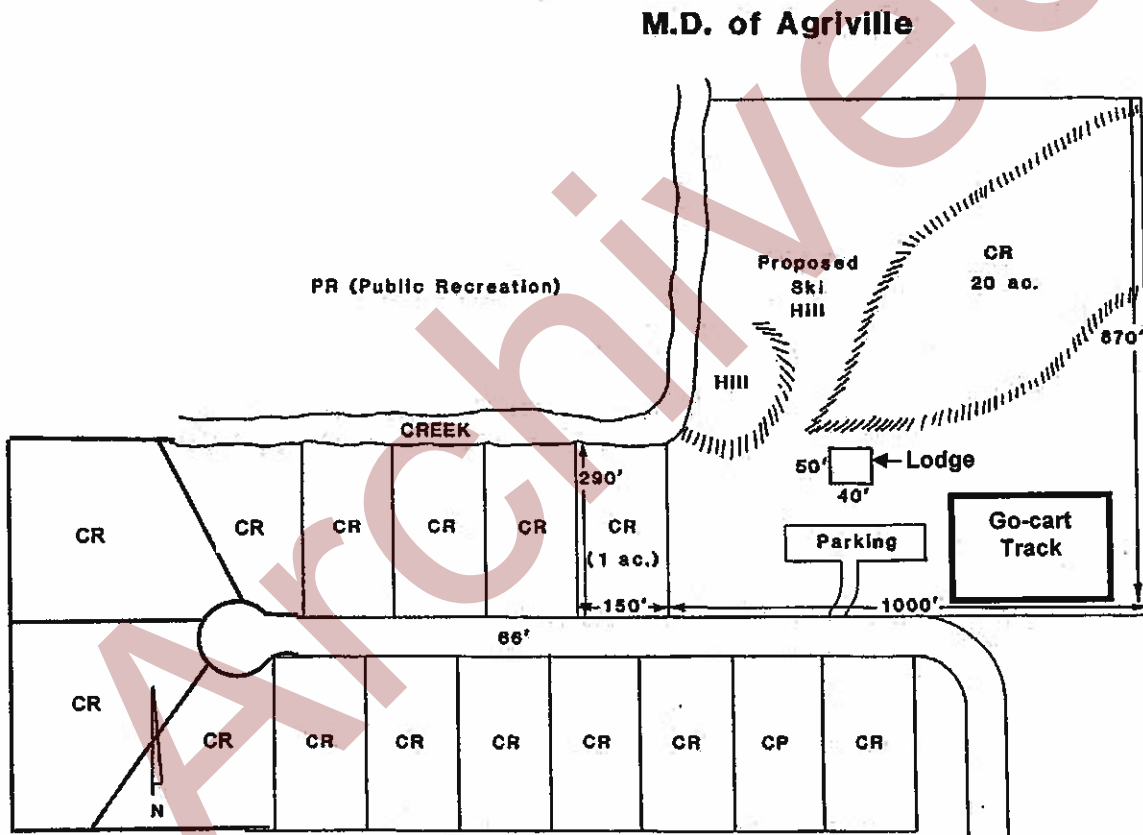 M.D. of Agriville
PR (Public Recreation)
Proposed
Ski
Hill
CR
20 ac.
870'
Hill
CREEK
50'
Lodge
40'
290'
CR
CR
CR
CR
CR
CR
(1 ac.)
Parking
Go-cart
Track
150'
1000'
66'
CR
CR
CR
CR
CR
CR
CR
CP
CR
N
Archived